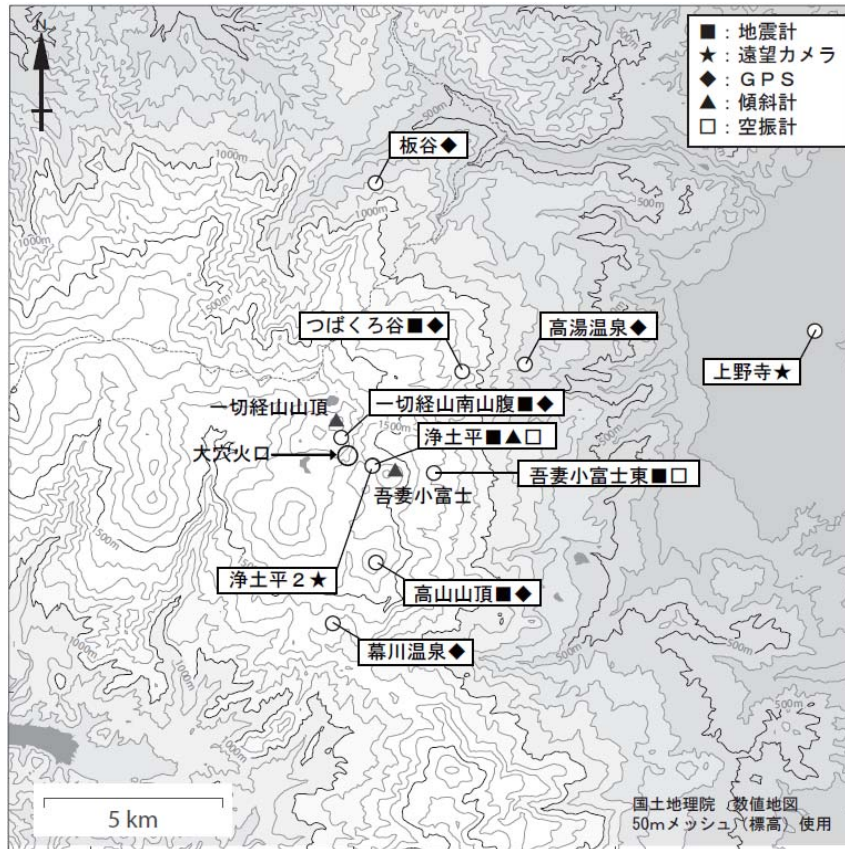 N
■：地震計
★：遠望カメラ
◆：ＧＰＳ
▲：傾斜計
□：空振計
板谷◆
つばくろ谷■◆
高湯温泉◆
上野寺★
一切経山山頂
一切経山南山腹■◆
大穴火口
浄土平■▲□
吾妻小富士
吾妻小富士東■□
浄土平２★
高山山頂■◆
幕川温泉◆
500m
500m
1000m
1000m
1000m
500m
1500m
1500m
1500m
500m
1000m
1000m
5 km
国土地理院　数値地図
50mメッシュ（標高）使用